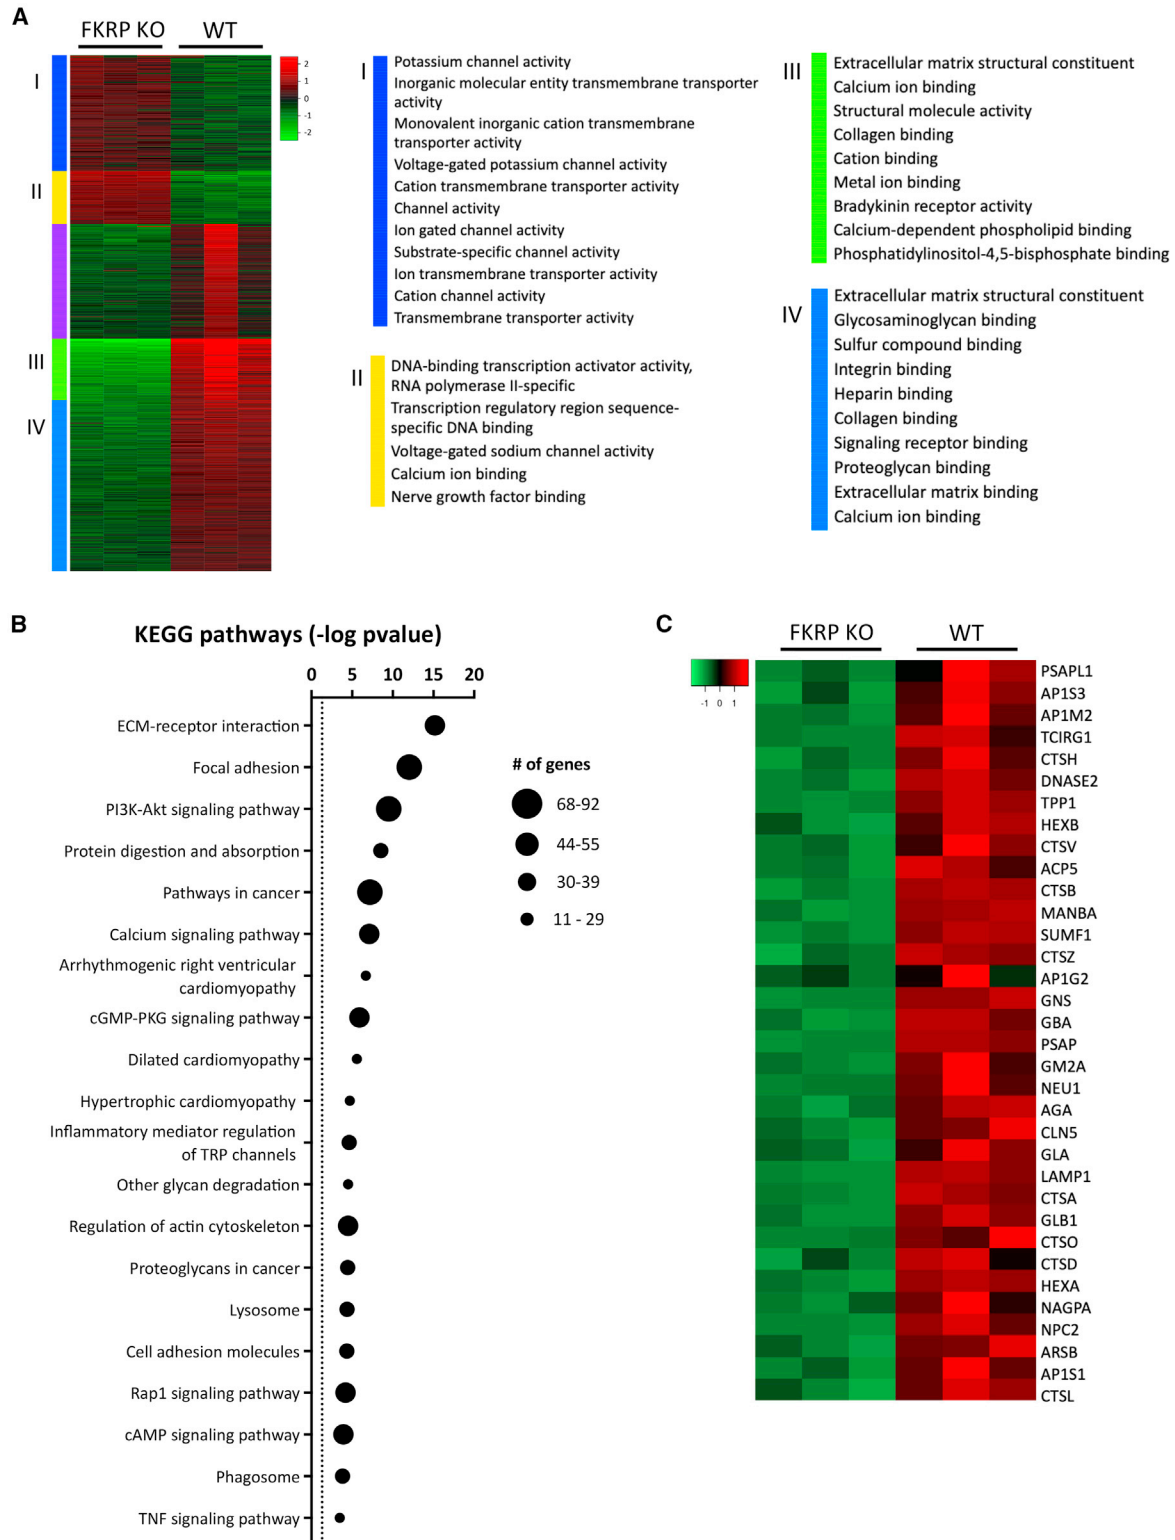 A
FKRP KO
WT
I
II
III
IV
2
1
0
-1
-2
I
Potassium channel activity
Inorganic molecular entity transmembrane transporter
activity
Monovalent inorganic cation transmembrane
transporter activity
Voltage-gated potassium channel activity
Cation transmembrane transporter activity
Channel activity
Ion gated channel activity
Substrate-specific channel activity
Ion transmembrane transporter activity
Cation channel activity
Transmembrane transporter activity
II
DNA-binding transcription activator activity,
RNA polymerase II-specific
Transcription regulatory region sequence-
specific DNA binding
Voltage-gated sodium channel activity
Calcium ion binding
Nerve growth factor binding
III
Extracellular matrix structural constituent
Calcium ion binding
Structural molecule activity
Collagen binding
Cation binding
Metal ion binding
Bradykinin receptor activity
Calcium-dependent phospholipid binding
Phosphatidylinositol-4,5-bisphosphate binding
IV
Extracellular matrix structural constituent
Glycosaminoglycan binding
Sulfur compound binding
Integrin binding
Heparin binding
Collagen binding
Signaling receptor binding
Proteoglycan binding
Extracellular matrix binding
Calcium ion binding
B
KEGG pathways (-log pvalue)
0 5 10 15 20
ECM-receptor interaction
Focal adhesion
PI3K-Akt signaling pathway
Protein digestion and absorption
Pathways in cancer
Calcium signaling pathway
Arrhythmogenic right ventricular
cardiomyopathy
cGMP-PKG signaling pathway
Dilated cardiomyopathy
Hypertrophic cardiomyopathy
Inflammatory mediator regulation
of TRP channels
Other glycan degradation
Regulation of actin cytoskeleton
Proteoglycans in cancer
Lysosome
Cell adhesion molecules
Rap1 signaling pathway
cAMP signaling pathway
Phagosome
TNF signaling pathway
# of genes
68-92
44-55
30-39
11 - 29
C
FKRP KO
WT
-1 0 1
PSAPL1
AP1S3
AP1M2
TCIRG1
CTSH
DNASE2
TPP1
HEXB
CTSV
ACP5
CTSB
MANBA
SUMF1
CTSZ
AP1G2
GNS
GBA
PSAP
GM2A
NEU1
AGA
CLN5
GLA
LAMP1
CTSA
GLB1
CTSO
CTSD
HEXA
NAGPA
NPC2
ARSB
AP1S1
CTSL